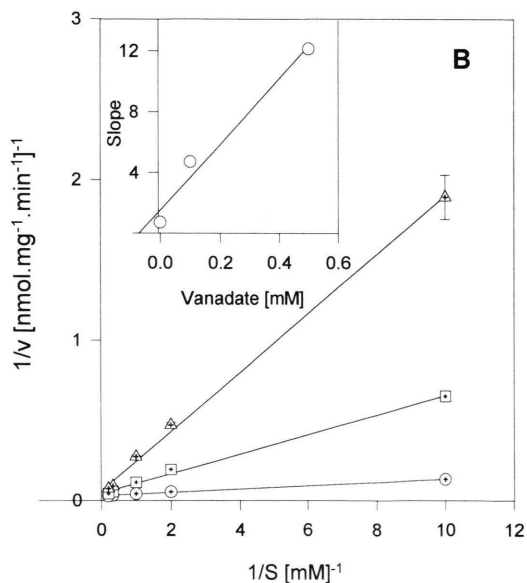 B
12
8
4
Slope
0.0 0.2 0.4 0.6
Vanadate [mM]
2
1
0
1/v [nmol.mg⁻¹.min⁻¹]⁻¹
0 2 4 6 8 10 12
1/S [mM]⁻¹